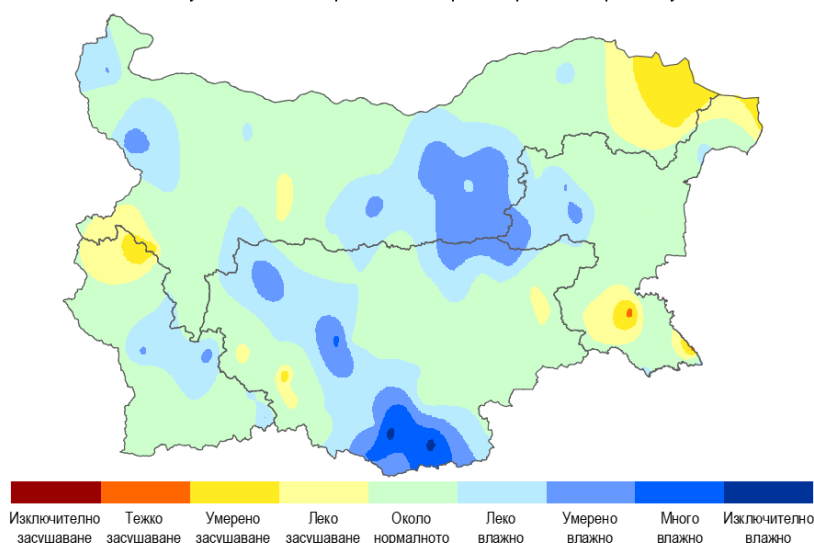 Изключително Тежко Умерено Леко Около Леко Умерено Много Изключително
засушаване засушаване засушаване засушаване нормалното влажно влажно влажно влажно